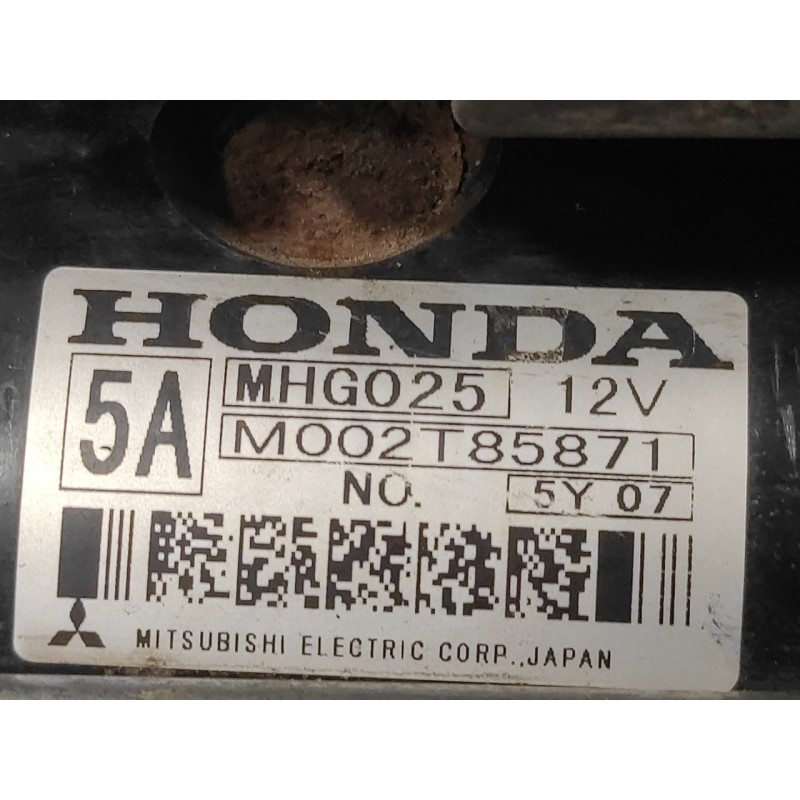 HONDA
5A
MHG025 12V
M002T85871
NO. 5Y 07
MITSUBISHI ELECTRIC CORP.,JAPAN